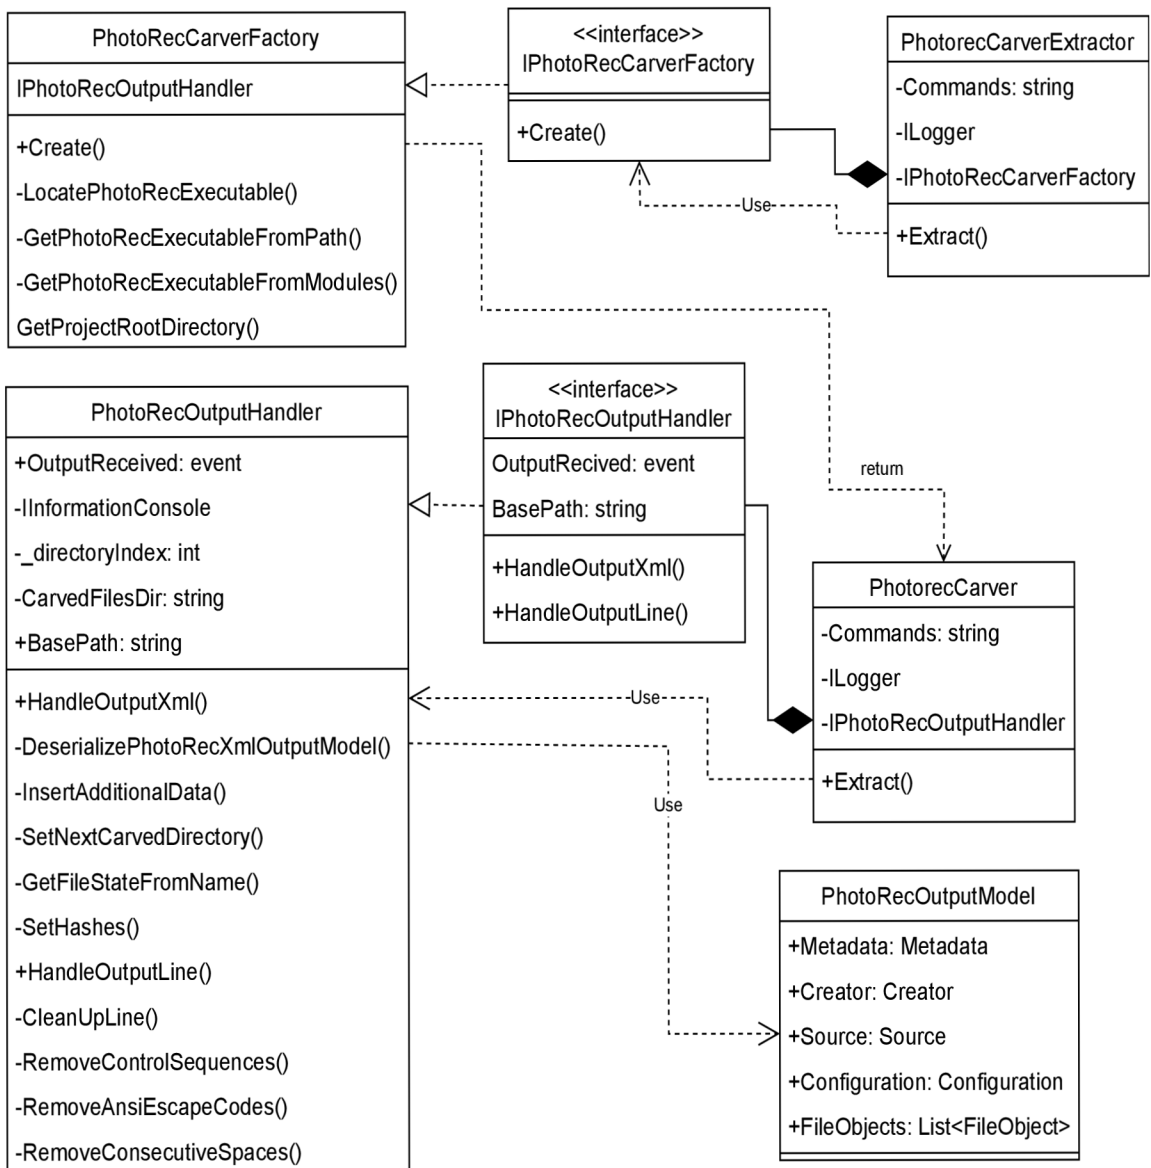 PhotoRecCarverFactory
IPhotoRecOutputHandler
+Create()
-LocatePhotoRecExecutable()
-GetPhotoRecExecutableFromPath()
-GetPhotoRecExecutableFromModules()
GetProjectRootDirectory()
<<interface>>
IPhotoRecCarverFactory
+Create()
PhotorecCarverExtractor
-Commands: string
-ILogger
-IPhotoRecCarverFactory
+Extract()
Use
PhotoRecOutputHandler
+OutputReceived: event
-IInformationConsole
-_directoryIndex: int
-CarvedFilesDir: string
+BasePath: string
+HandleOutputXml()
-DeserializePhotoRecXmlOutputModel()
-InsertAdditionalData()
-SetNextCarvedDirectory()
-GetFileStateFromName()
-SetHashes()
+HandleOutputLine()
-CleanUpLine()
-RemoveControlSequences()
-RemoveAnsiEscapeCodes()
-RemoveConsecutiveSpaces()
<<interface>>
IPhotoRecOutputHandler
OutputRecived: event
BasePath: string
+HandleOutputXml()
+HandleOutputLine()
return
PhotorecCarver
-Commands: string
-ILogger
-IPhotoRecOutputHandler
+Extract()
Use
Use
PhotoRecOutputModel
+Metadata: Metadata
+Creator: Creator
+Source: Source
+Configuration: Configuration
+FileObjects: List<FileObject>